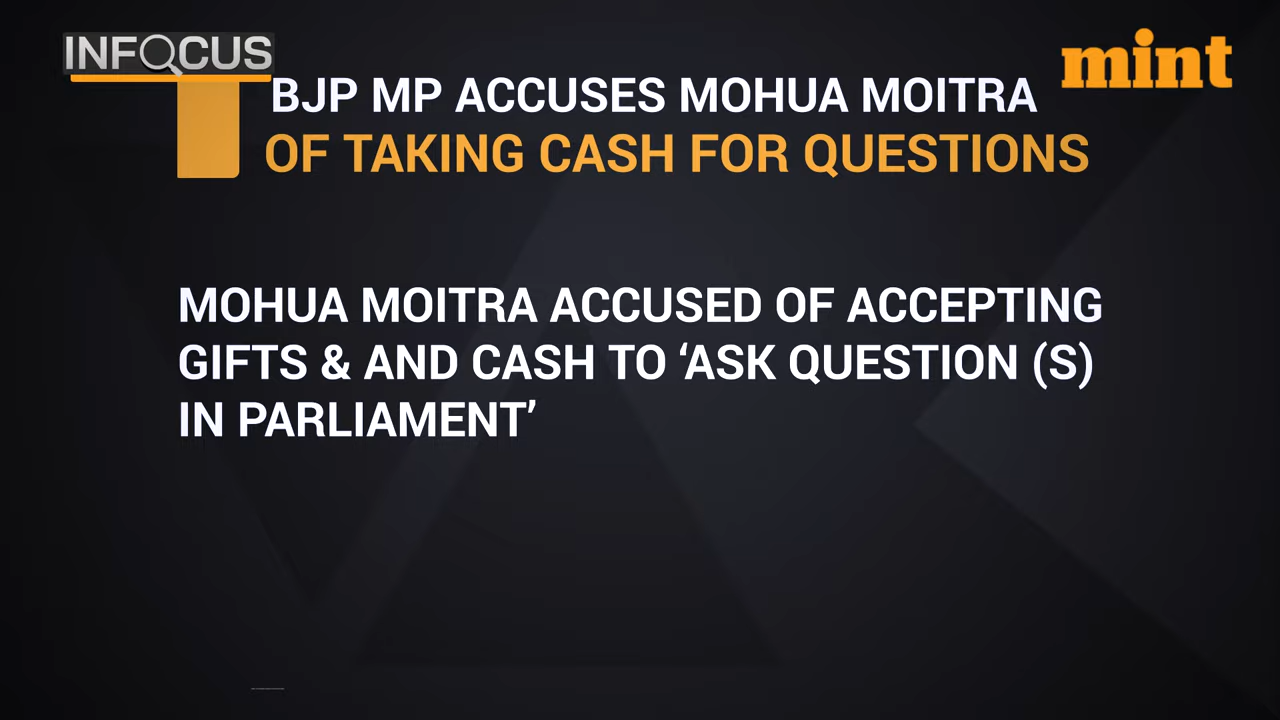 INFOCUS
mint
BJP MP ACCUSES MOHUA MOITRA
OF TAKING CASH FOR QUESTIONS
MOHUA MOITRA ACCUSED OF ACCEPTING
GIFTS & AND CASH TO ‘ASK QUESTION (S)
IN PARLIAMENT’